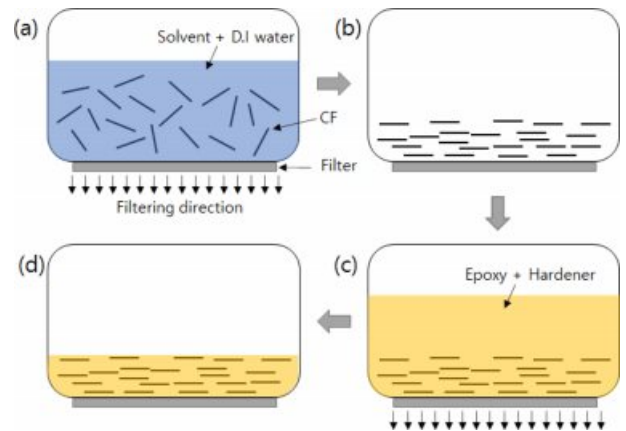 (a)
Solvent + D.I water
CF
Filter
Filtering direction
(b)
(d)
(c)
Epoxy + Hardener